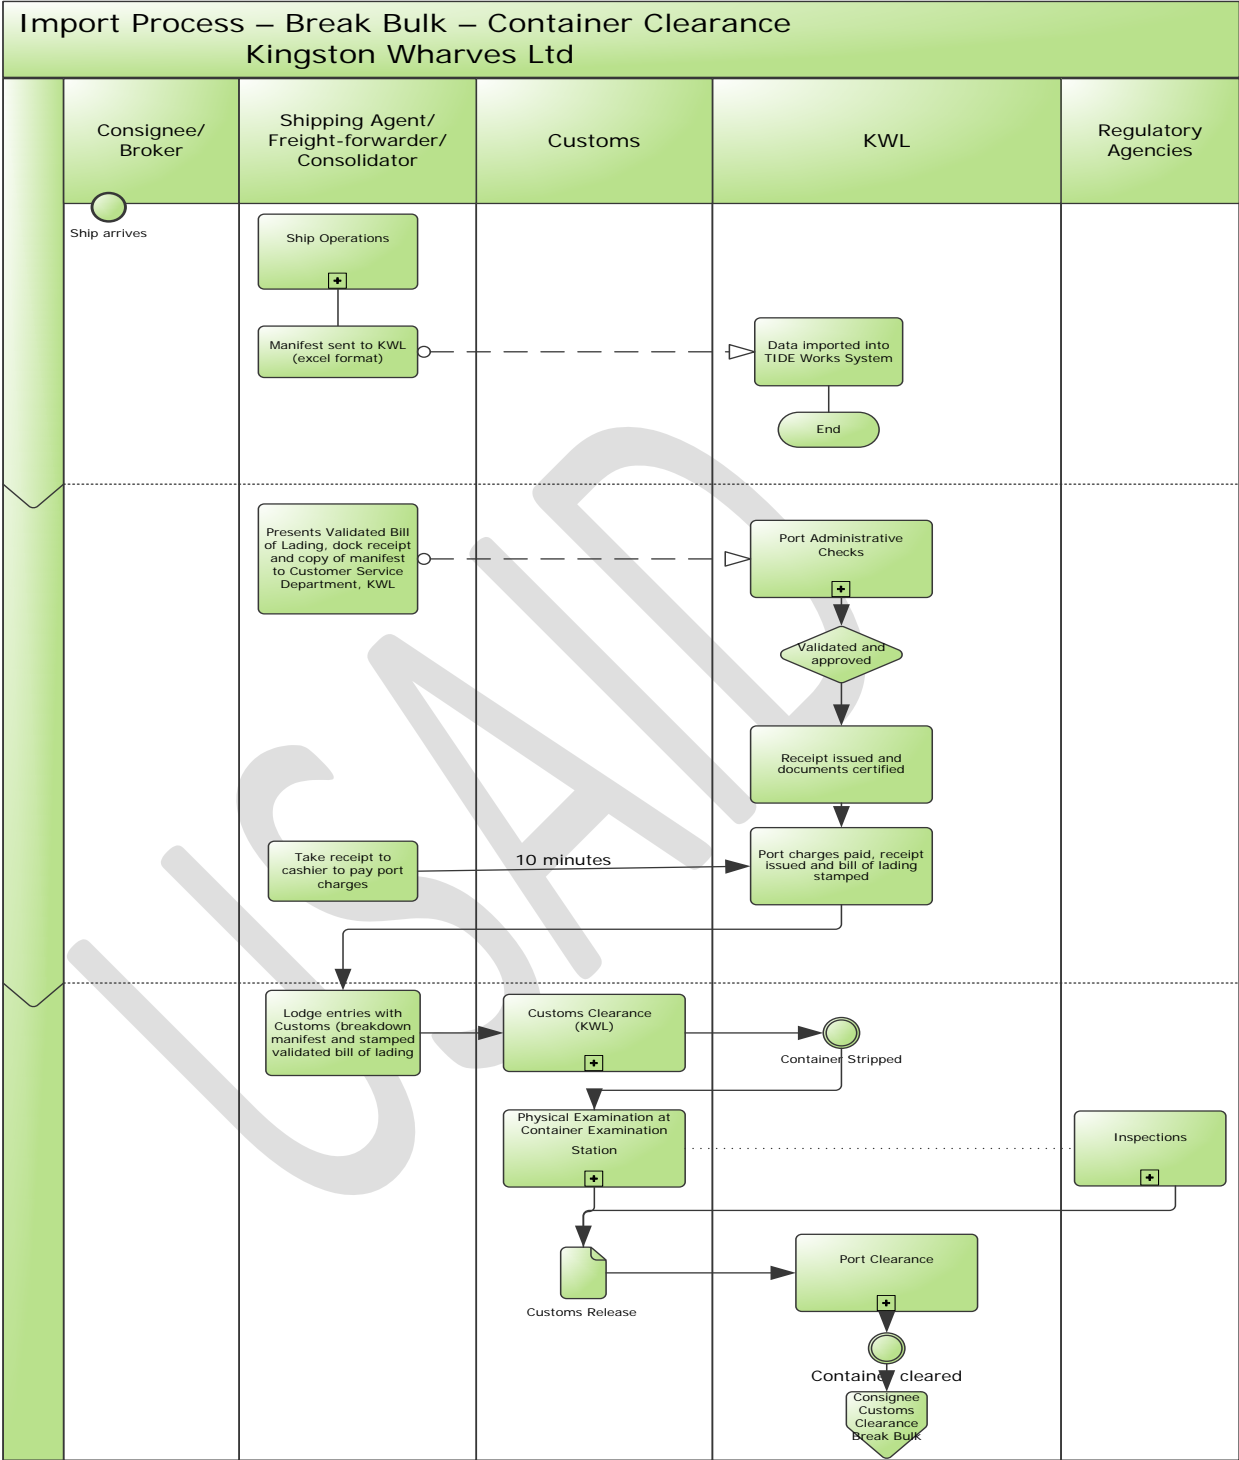 Import Process – Break Bulk – Container Clearance
Kingston Wharves Ltd
Consignee/
Broker
Shipping Agent/
Freight-forwarder/
Consolidator
Customs
KWL
Regulatory
Agencies
Ship arrives
Ship Operations
Manifest sent to KWL
(excel format)
Data imported into
TIDE Works System
End
Presents Validated Bill
of Lading, dock receipt
and copy of manifest
to Customer Service
Department, KWL
Port Administrative
Checks
Validated and
approved
Receipt issued and
documents certified
Take receipt to
cashier to pay port
charges
10 minutes
Port charges paid, receipt
issued and bill of lading
stamped
Lodge entries with
Customs (breakdown
manifest and stamped
validated bill of lading
Customs Clearance
(KWL)
Container Stripped
Physical Examination at
Container Examination
Station
Inspections
Customs Release
Port Clearance
Container cleared
Consignee
Customs
Clearance
Break Bulk
USAID